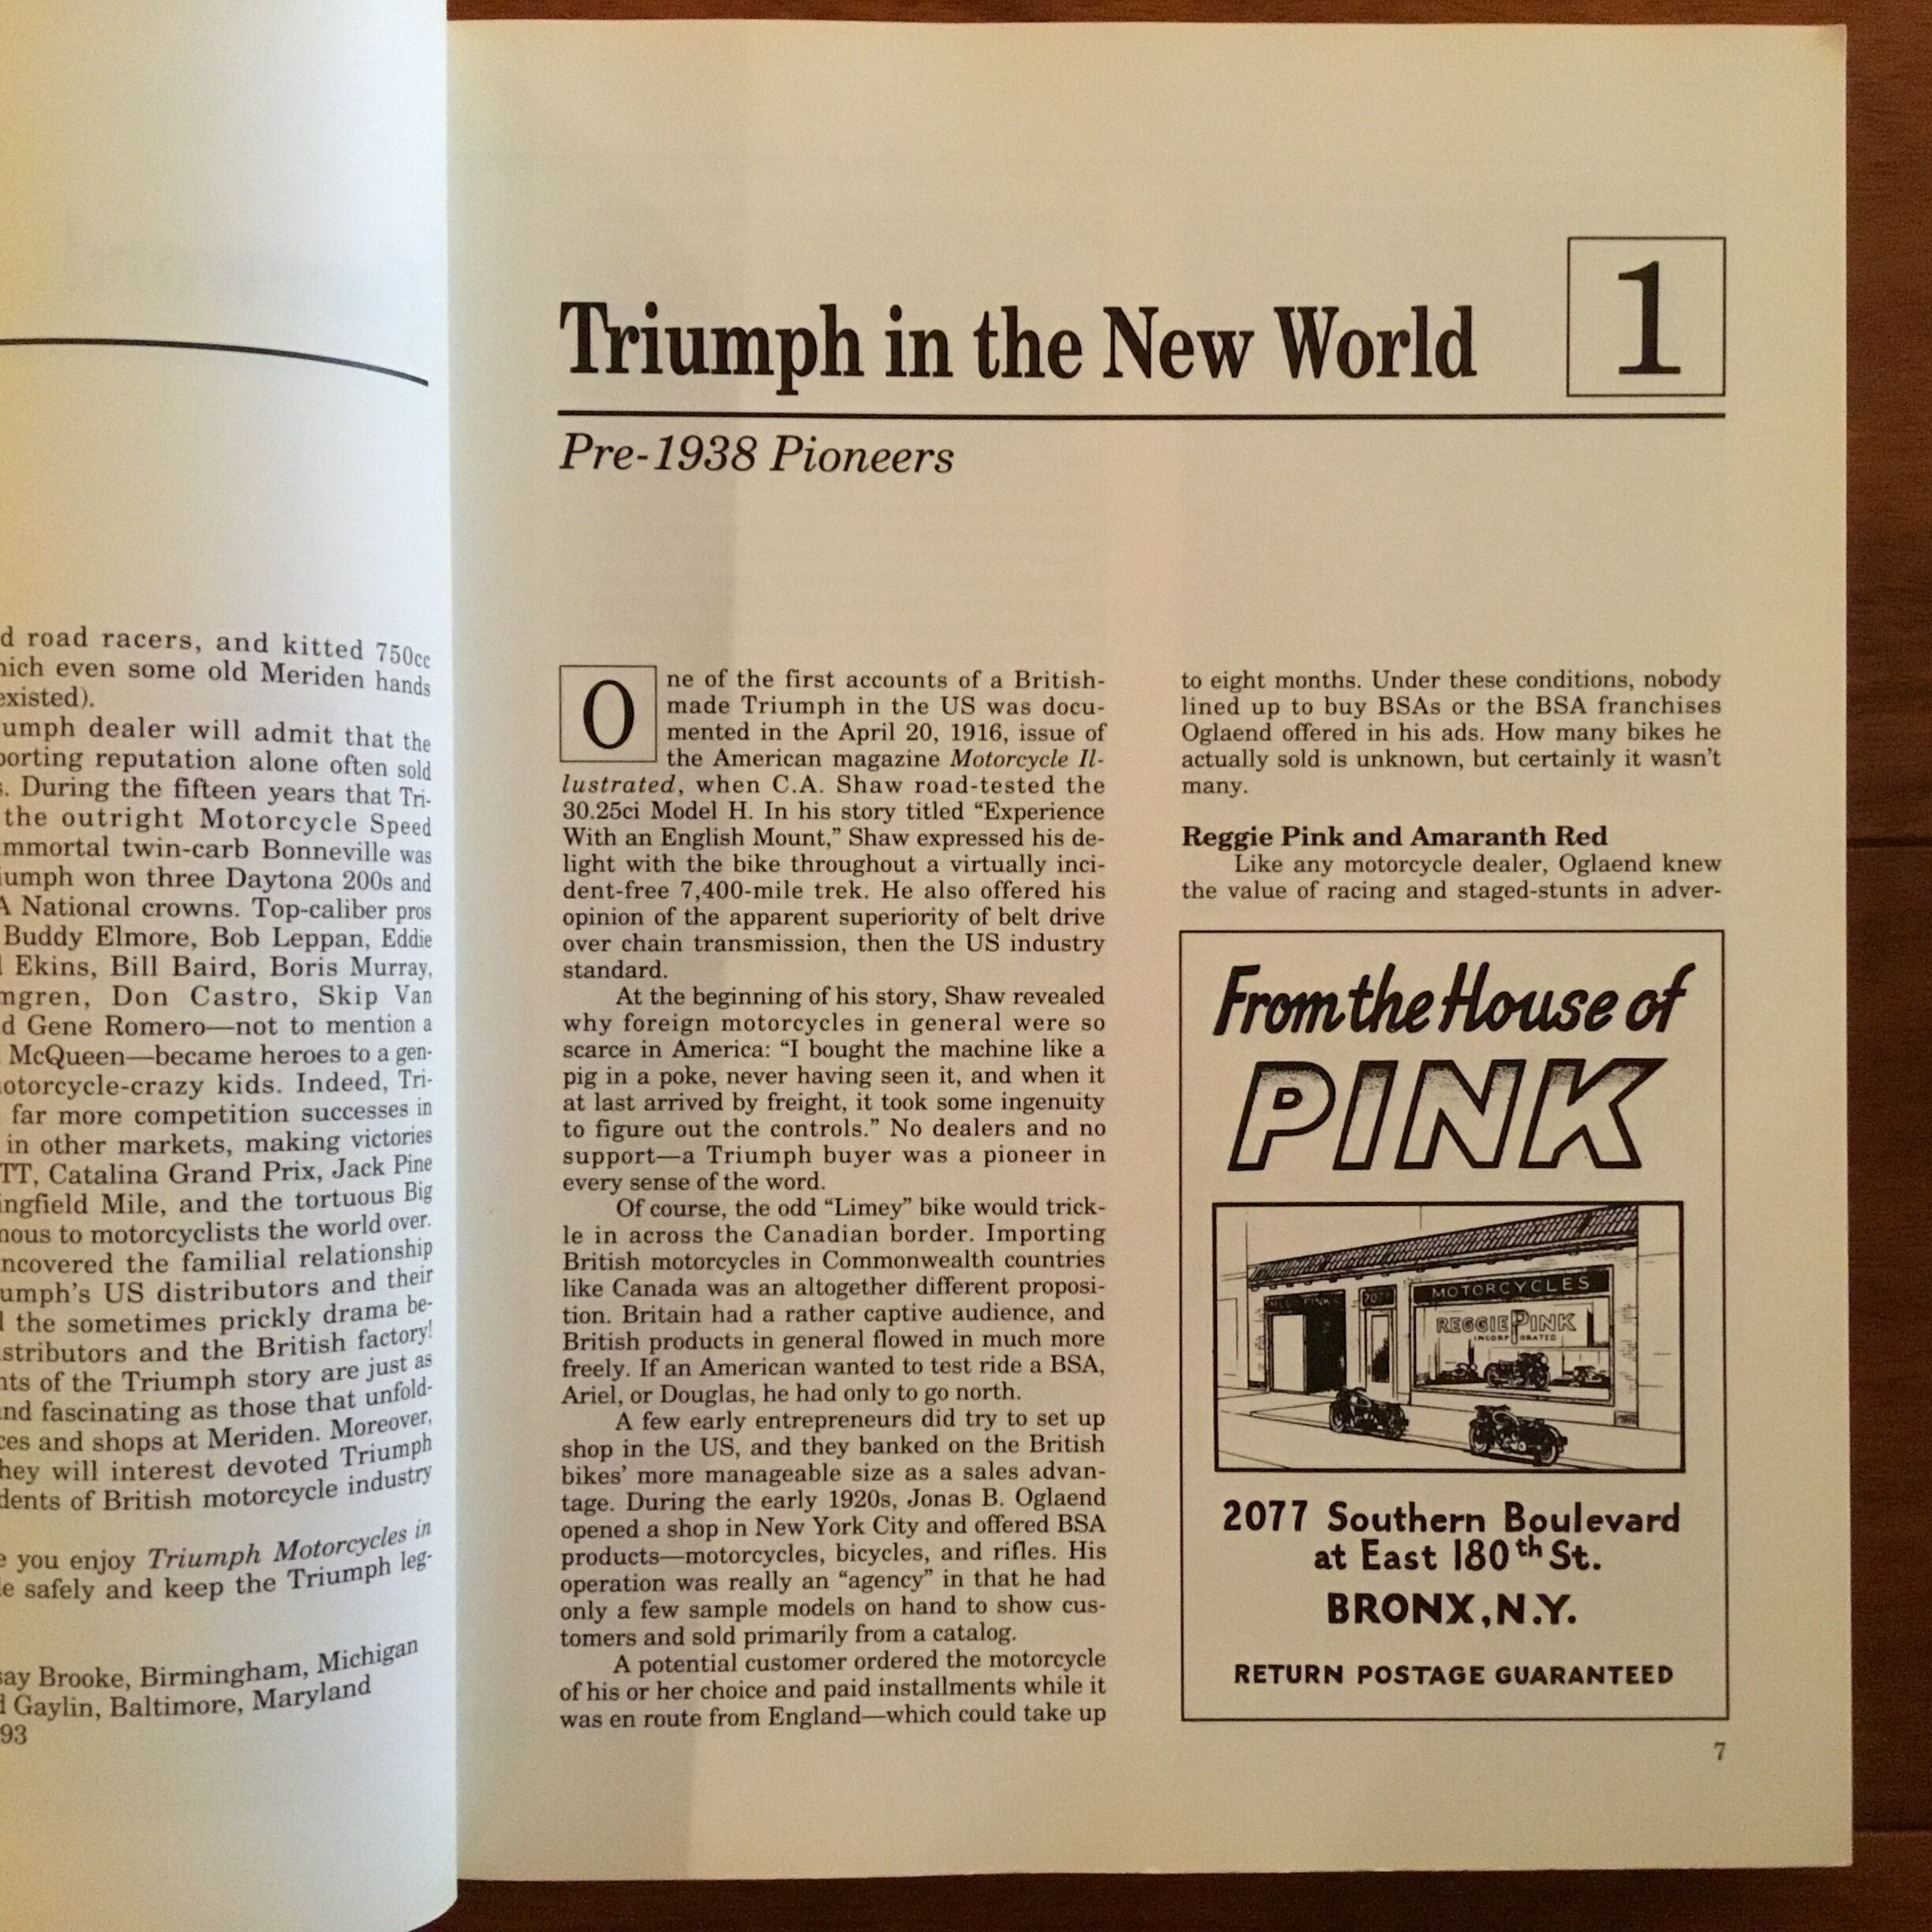 d road racers, and kitted 750cc
hich even some old Meriden hands
existed).
umph dealer will admit that the
porting reputation alone often sold
s. During the fifteen years that Tri-
the outright Motorcycle Speed
mmortal twin-carb Bonneville was
iumph won three Daytona 200s and
A National crowns. Top-caliber pros
Buddy Elmore, Bob Leppan, Eddie
l Ekins, Bill Baird, Boris Murray,
mgren, Don Castro, Skip Van
d Gene Romero—not to mention a
McQueen—became heroes to a gen-
otorcycle-crazy kids. Indeed, Tri-
far more competition successes in
in other markets, making victories
TT, Catalina Grand Prix, Jack Pine
ingfield Mile, and the tortuous Big
nous to motorcyclists the world over.
ncovered the familial relationship
umph's US distributors and their
l the sometimes prickly drama be-
stributors and the British factory!
nts of the Triumph story are just as
nd fascinating as those that unfold-
ces and shops at Meriden. Moreover,
hey will interest devoted Triumph
dents of British motorcycle industry
e you enjoy Triumph Motorcycles in
e safely and keep the Triumph leg-
say Brooke, Birmingham, Michigan
d Gaylin, Baltimore, Maryland
93
Triumph in the New World
1
Pre-1938 Pioneers
One of the first accounts of a British-
made Triumph in the US was docu-
mented in the April 20, 1916, issue of
the American magazine Motorcycle Il-
lustrated, when C.A. Shaw road-tested the
30.25ci Model H. In his story titled “Experience
With an English Mount,” Shaw expressed his de-
light with the bike throughout a virtually inci-
dent-free 7,400-mile trek. He also offered his
opinion of the apparent superiority of belt drive
over chain transmission, then the US industry
standard.
At the beginning of his story, Shaw revealed
why foreign motorcycles in general were so
scarce in America: “I bought the machine like a
pig in a poke, never having seen it, and when it
at last arrived by freight, it took some ingenuity
to figure out the controls.” No dealers and no
support—a Triumph buyer was a pioneer in
every sense of the word.
Of course, the odd “Limey” bike would trick-
le in across the Canadian border. Importing
British motorcycles in Commonwealth countries
like Canada was an altogether different proposi-
tion. Britain had a rather captive audience, and
British products in general flowed in much more
freely. If an American wanted to test ride a BSA,
Ariel, or Douglas, he had only to go north.
A few early entrepreneurs did try to set up
shop in the US, and they banked on the British
bikes’ more manageable size as a sales advan-
tage. During the early 1920s, Jonas B. Oglaend
opened a shop in New York City and offered BSA
products—motorcycles, bicycles, and rifles. His
operation was really an “agency” in that he had
only a few sample models on hand to show cus-
tomers and sold primarily from a catalog.
A potential customer ordered the motorcycle
of his or her choice and paid installments while it
was en route from England—which could take up
to eight months. Under these conditions, nobody
lined up to buy BSAs or the BSA franchises
Oglaend offered in his ads. How many bikes he
actually sold is unknown, but certainly it wasn’t
many.
Reggie Pink and Amaranth Red
Like any motorcycle dealer, Oglaend knew
the value of racing and staged-stunts in adver-
From the House of
PINK
MOTORCYCLES
2077
REGGIE PINK
INCORPORATED
2077 Southern Boulevard
at East 180th St.
BRONX, N.Y.
RETURN POSTAGE GUARANTEED
7